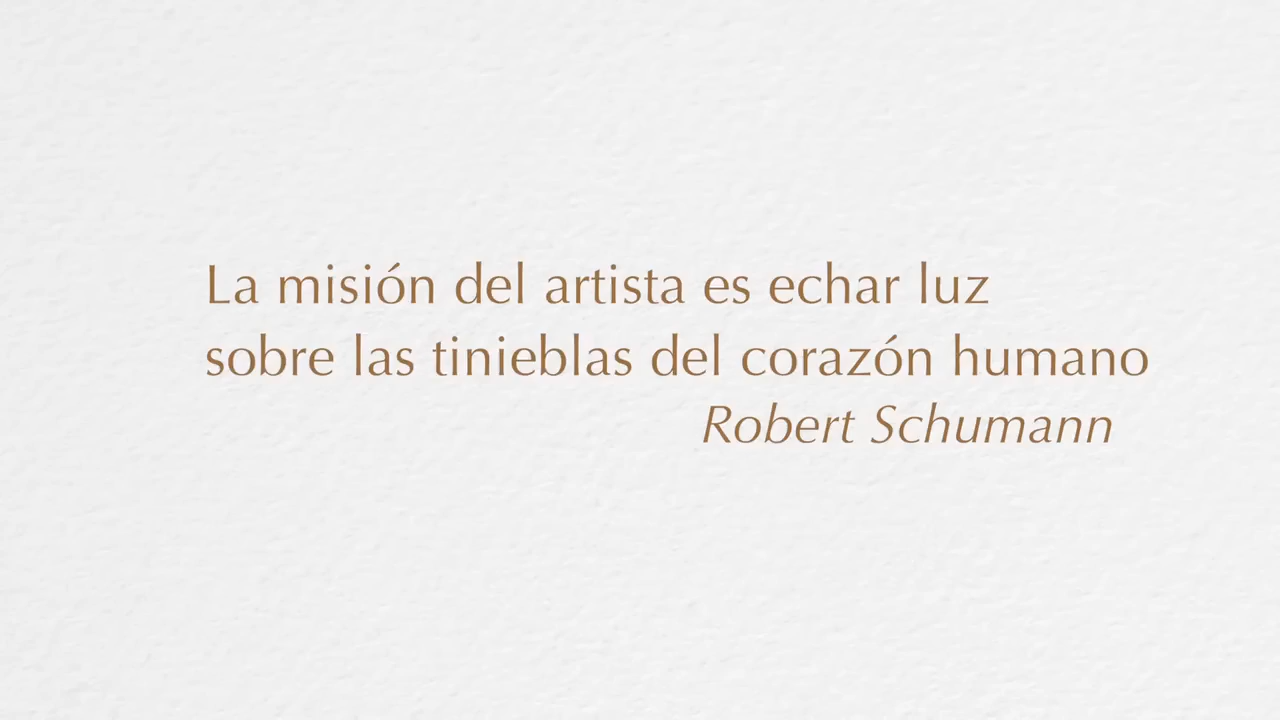 La misión del artista es echar luz
sobre las tinieblas del corazón humano
Robert Schumann